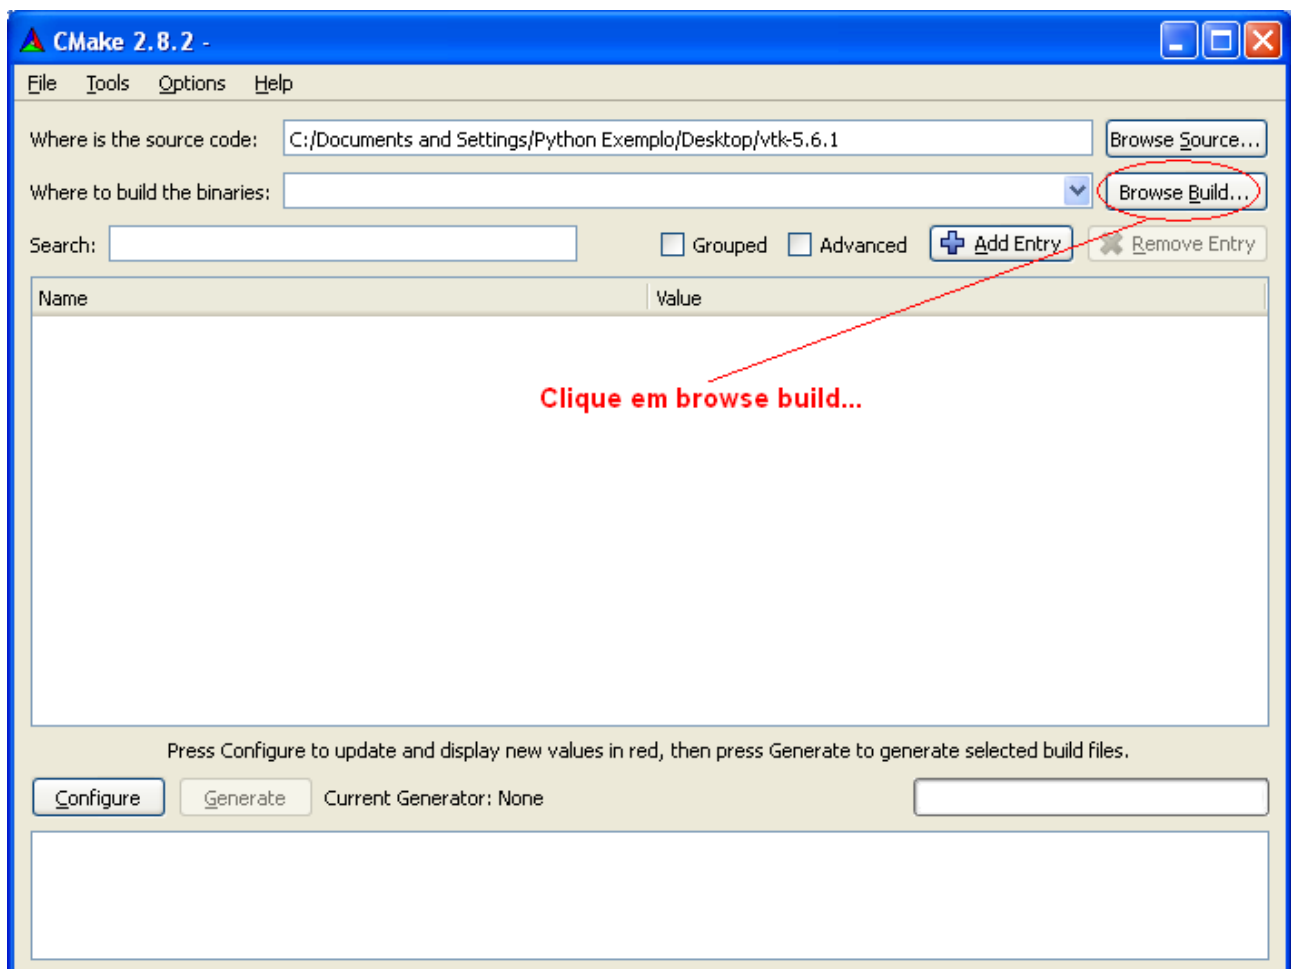 CMake 2.8.2 -
File Tools Options Help
Where is the source code: C:/Documents and Settings/Python Exemplo/Desktop/vtk-5.6.1 Browse Source...
Where to build the binaries: Browse Build...
Search: Grouped Advanced Add Entry Remove Entry
Name Value
Clique em browse build...
Press Configure to update and display new values in red, then press Generate to generate selected build files.
Configure Generate Current Generator: None